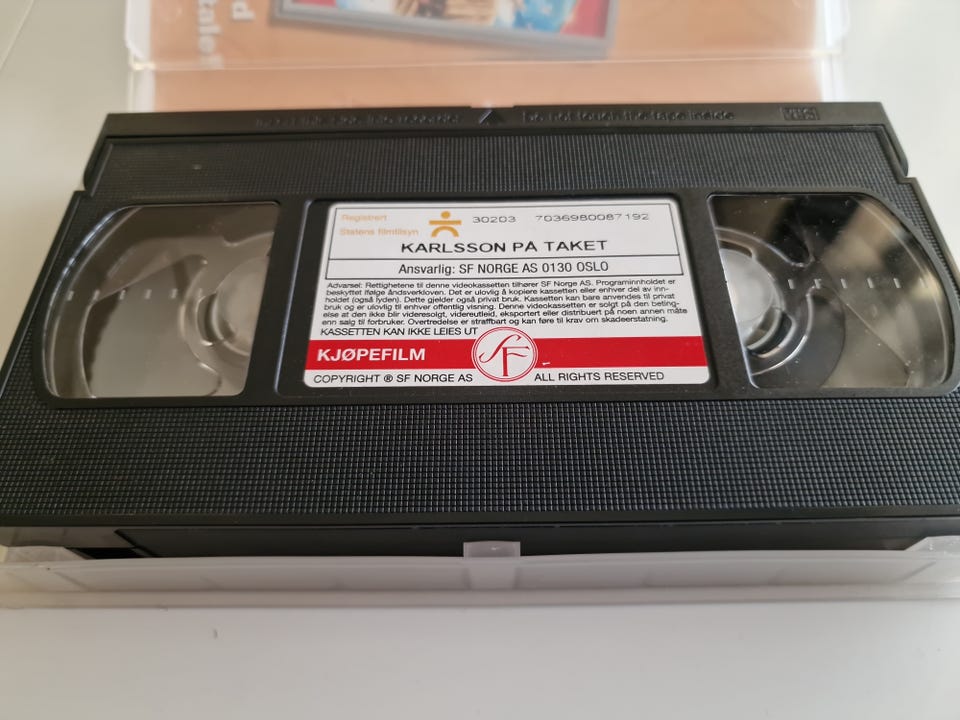 d
tale
Do not touch the tape inside
VHS
Registrert
Statens filmtilsyn
30203 7036980087192
KARLSSON PÅ TAKET
Ansvarlig: SF NORGE AS 0130 OSLO
Advarsel: Rettighetene til denne videokassetten tilhører SF Norge AS. Programinnholdet er
beskyttet ifølge åndsverkloven. Det er ulovlig å kopiere kassetten eller enhver del av inn-
holdet (også lyden). Dette gjelder også privat bruk. Kassetten kan bare anvendes til privat
bruk og er ulovlig til enhver offentlig visning. Denne videokassetten er solgt på den beting-
else at den ikke blir videresolgt, videreutleid, eksportert eller distribuert på noen annen måte
enn salg til forbruker. Overtredelse er straffbart og kan føre til krav om skadeerstatning.
KASSETTEN KAN IKKE LEIES UT
KJØPEFILM
SF
COPYRIGHT ® SF NORGE AS ALL RIGHTS RESERVED